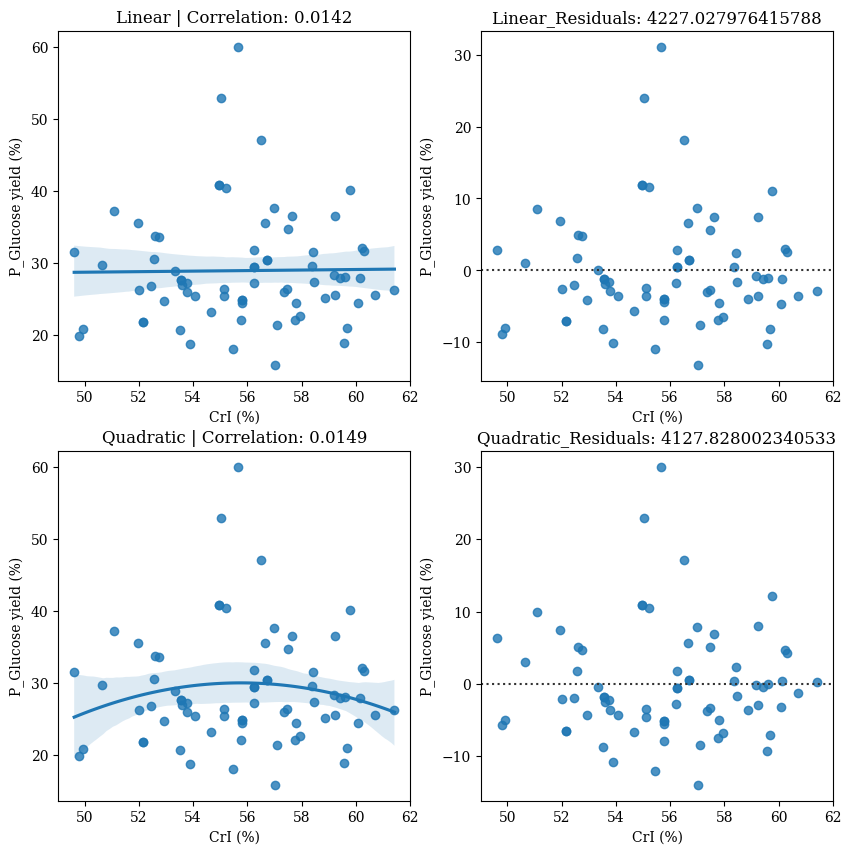 Linear | Correlation: 0.0142
P_Glucose yield (%)
60
50
40
30
20
50 52 54 56 58 60 62
CrI (%)
Linear_Residuals: 4227.027976415788
P_Glucose yield (%)
30
20
10
0
−10
50 52 54 56 58 60 62
CrI (%)
Quadratic | Correlation: 0.0149
P_Glucose yield (%)
60
50
40
30
20
50 52 54 56 58 60 62
CrI (%)
Quadratic_Residuals: 4127.828002340533
P_Glucose yield (%)
30
20
10
0
−10
50 52 54 56 58 60 62
CrI (%)